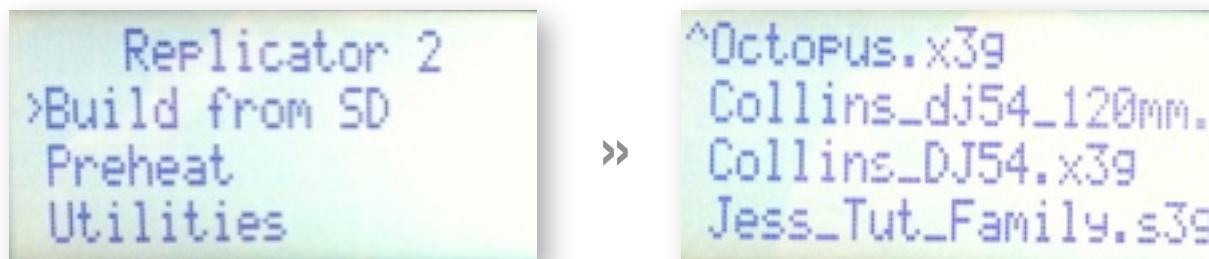 Replicator 2
>Build from SD
Preheat
Utilities
»
^Octopus.x3g
Collins_dj54_120mm.
Collins_DJ54.x3g
Jess_Tut_Family.s3g